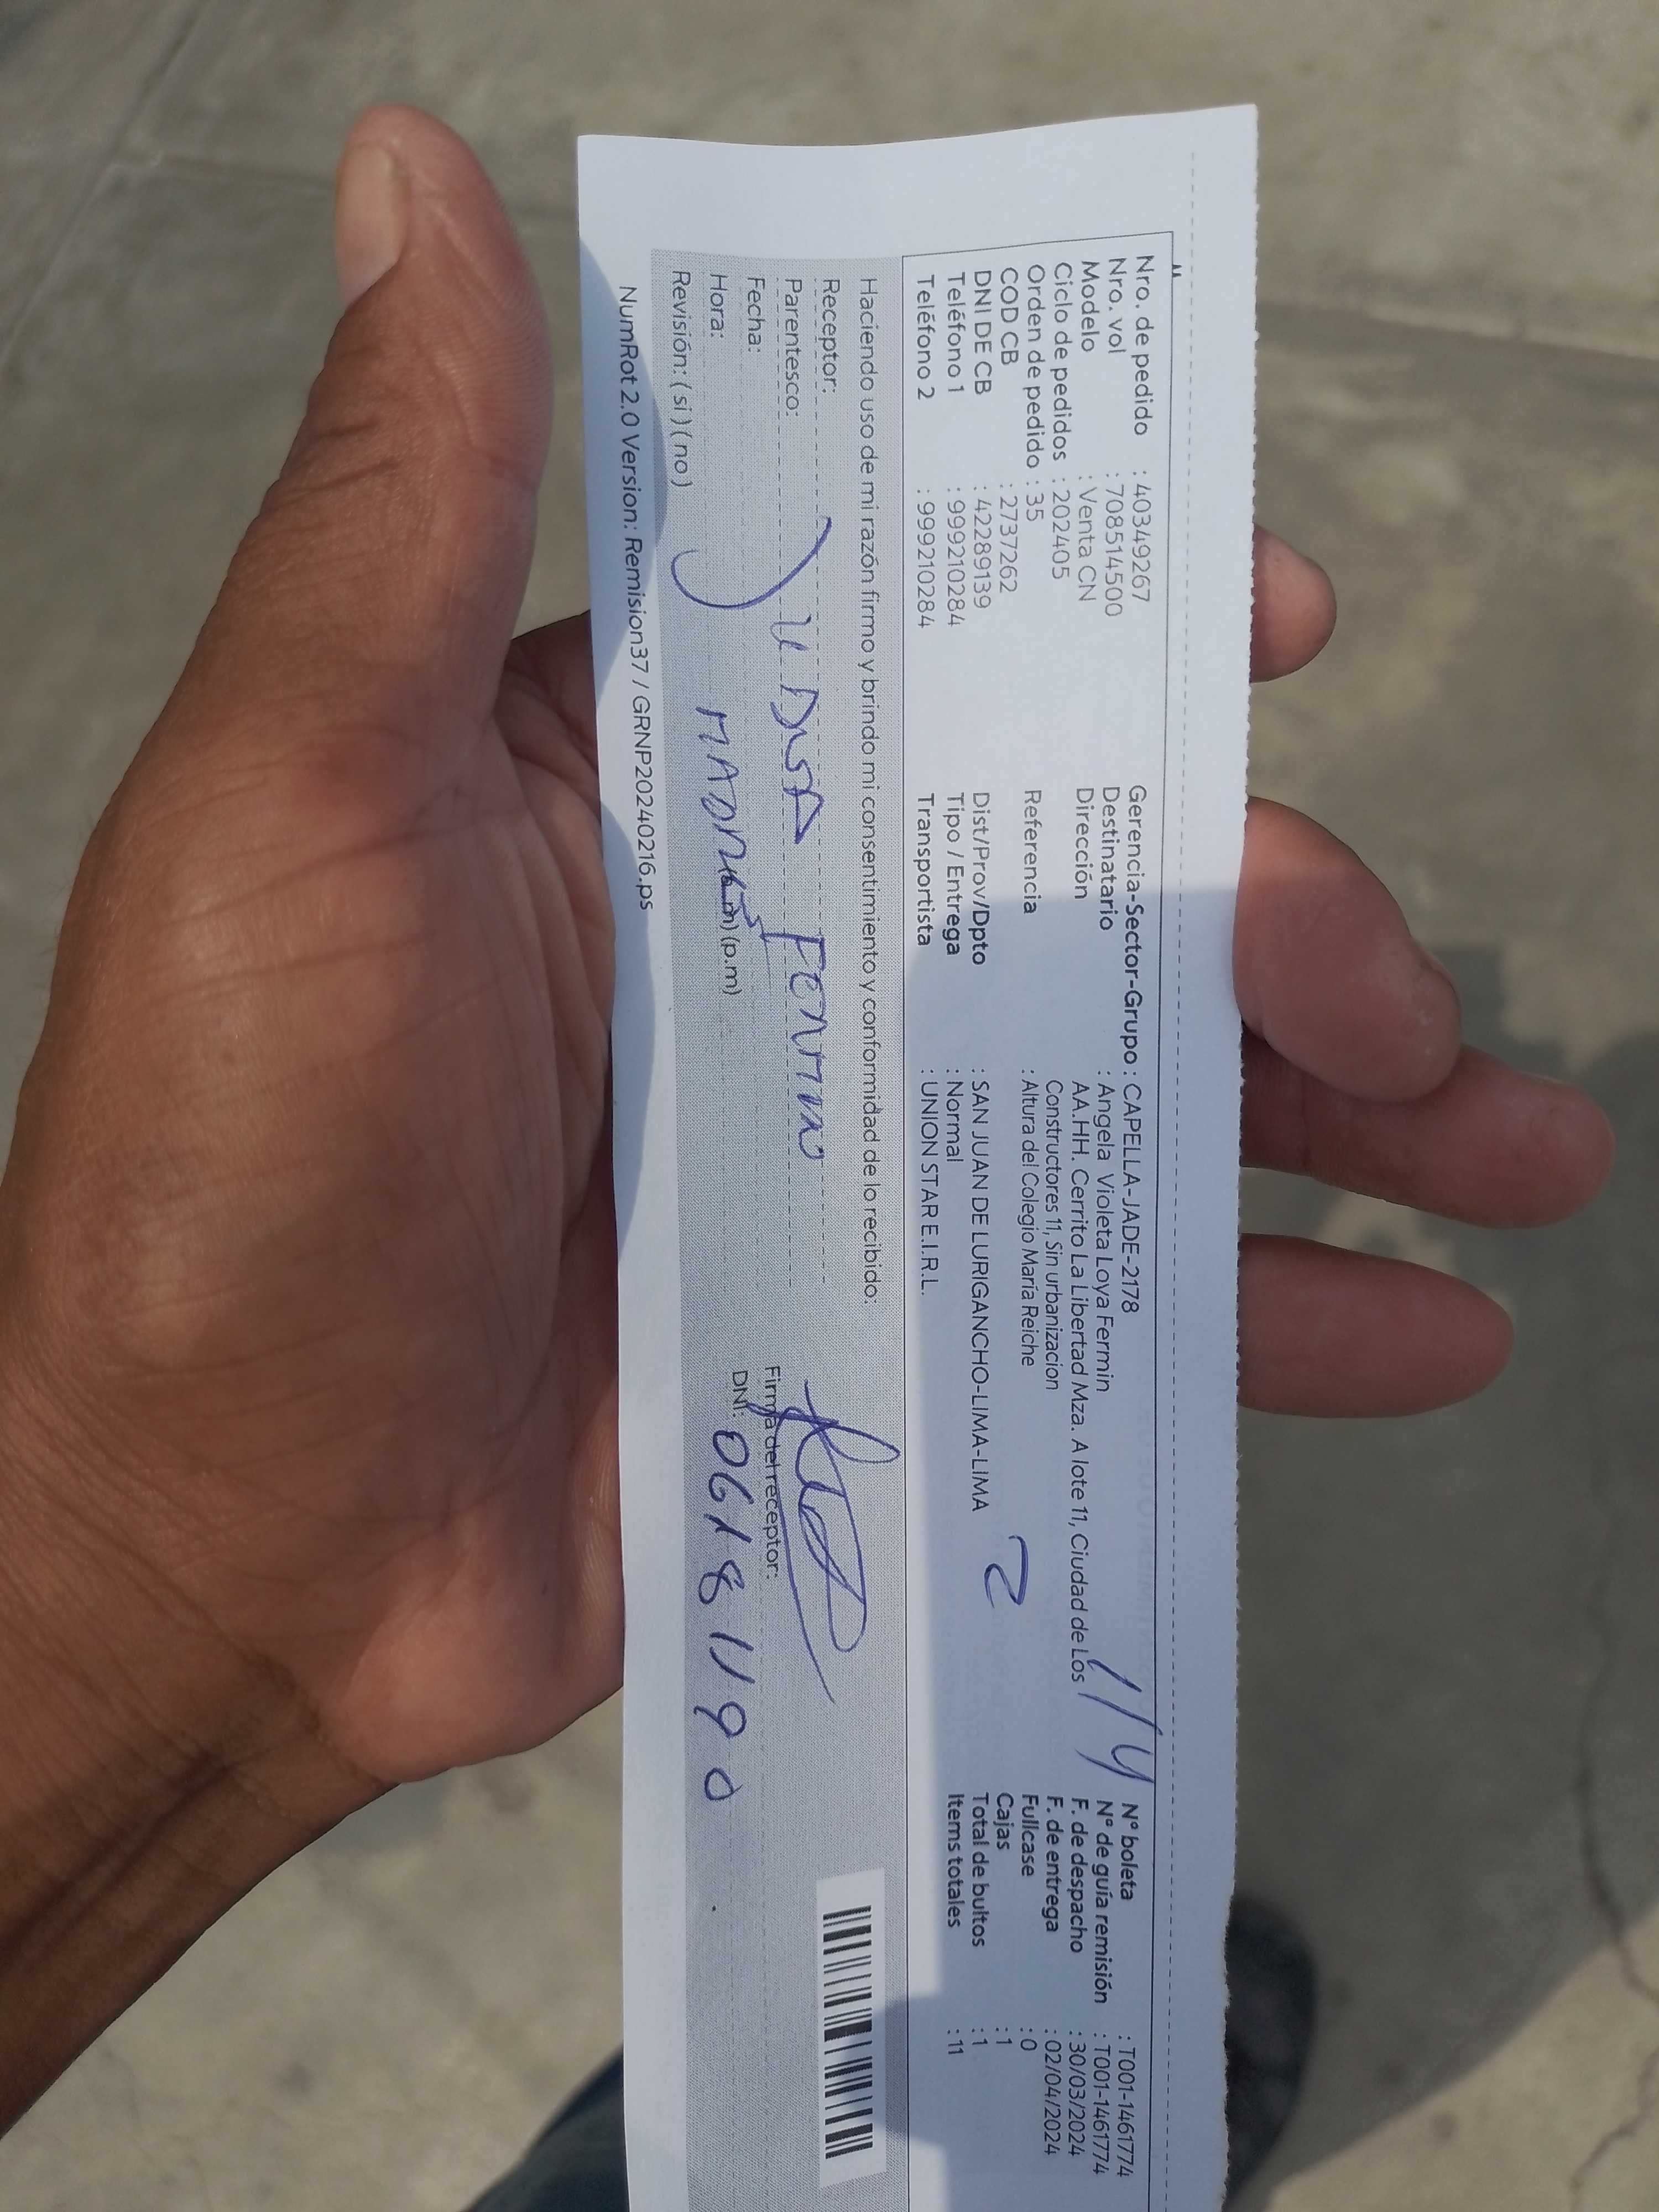 Nro. de pedido : 40349267
Nro. vol : 708514500
Modelo : Venta CN
Ciclo de pedidos : 202405
Orden de pedido : 35
COD CB : 2737262
DNI DE CB : 42289139
Teléfono 1 : 999210284
Teléfono 2 : 999210284
Gerencia-Sector-Grupo : CAPELLA-JADE-2178
Destinatario : Angela Violeta Loya Fermin
Dirección AA.HH. Cerrito La Libertad Mza. A lote 11, Ciudad de Los
Constructores 11, Sin urbanizacion
Referencia : Altura del Colegio María Reiche
Dist/Prov/Dpto : SAN JUAN DE LURIGANCHO-LIMA-LIMA
Tipo / Entrega : Normal
Transportista : UNION STAR E.I.R.L.
2
N° boleta : T001-1461774
N° de guía remisión : T001-1461774
F. de despacho : 30/03/2024
F. de entrega : 02/04/2024
Fullcase : 0
Cajas : 1
Total de bultos : 1
Items totales : 11
Haciendo uso de mi razón firmo y brindo mi consentimiento y conformidad de lo recibido:
Receptor:
Parentesco:
Fecha:
Hora: (p.m)
Revisión: ( si ) ( no )
Firma del receptor:
DNI: 06181190
NumRot 2.0 Version: Remision37 / GRNP20240216.ps